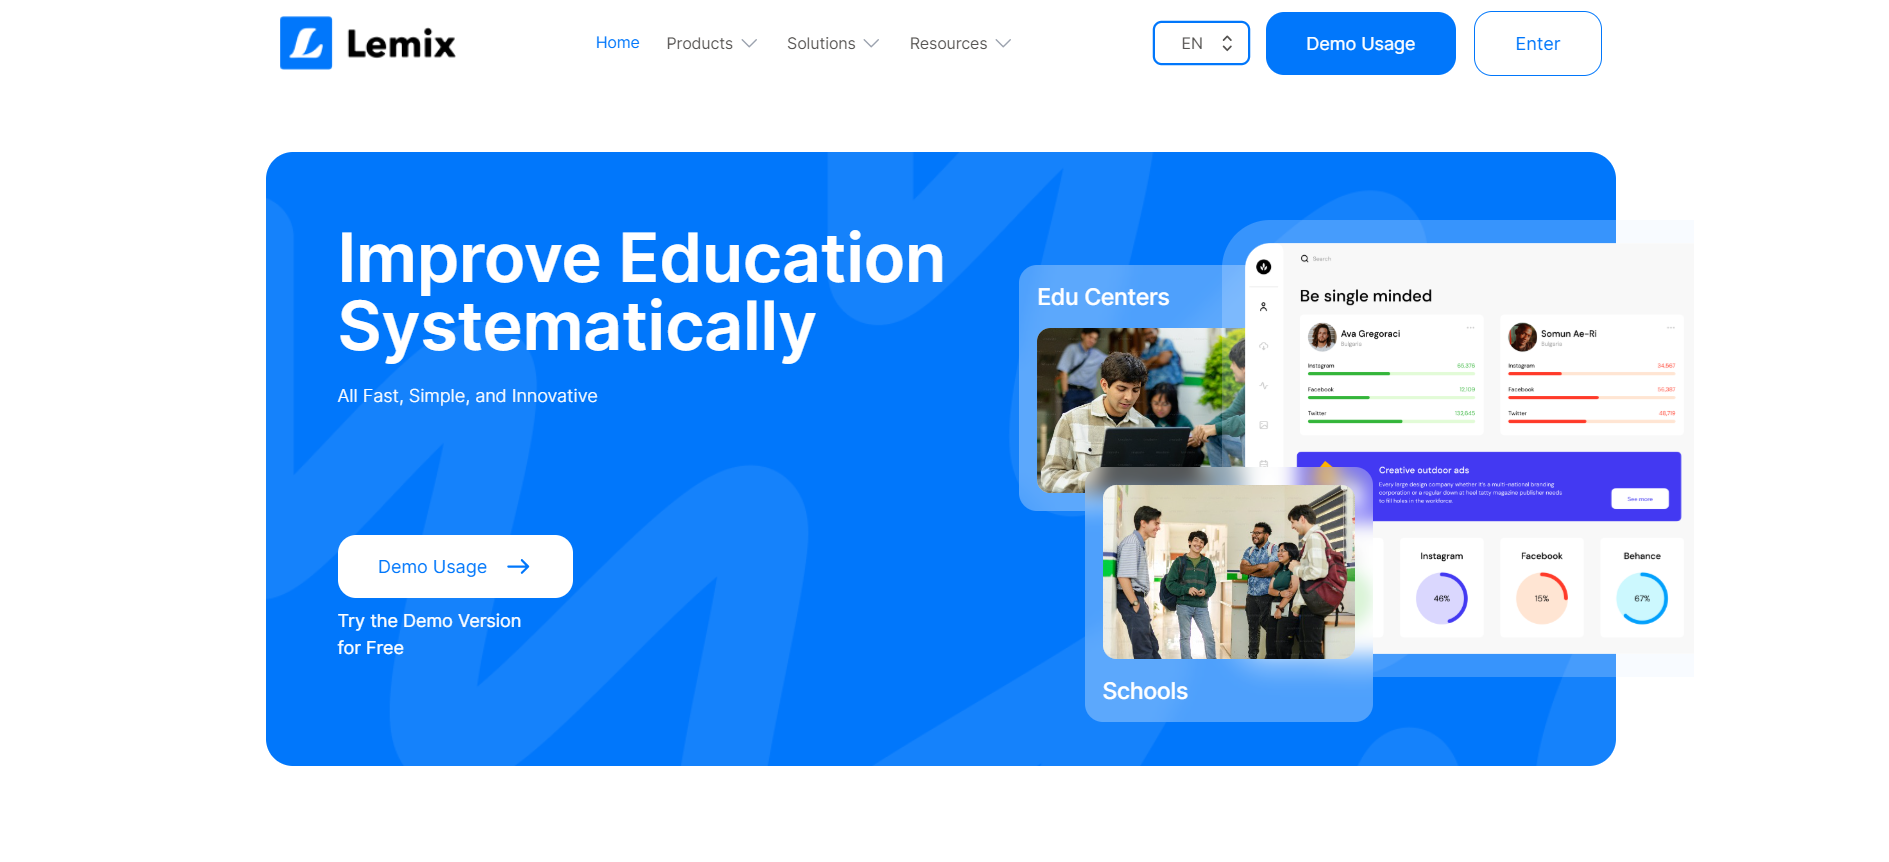 Lemix
Home
Products
Solutions
Resources
EN
Demo Usage
Enter
Improve Education
Systematically
All Fast, Simple, and Innovative
Demo Usage
Try the Demo Version
for Free
Edu Centers
Schools
Search
Be single minded
Ava Gregoraci
Bulgaria
Instagram 65,376
Facebook 12,109
Twitter 133,645
Somun Ae-Ri
Bulgaria
Instagram 34,567
Facebook 56,387
Twitter 48,719
Creative outdoor ads
Every large design company whether it's a multi-national branding
corporation or a regular down at heel tatty magazine publisher needs
to fill holes in the workforce.
See more
Instagram
46%
Facebook
15%
Behance
67%